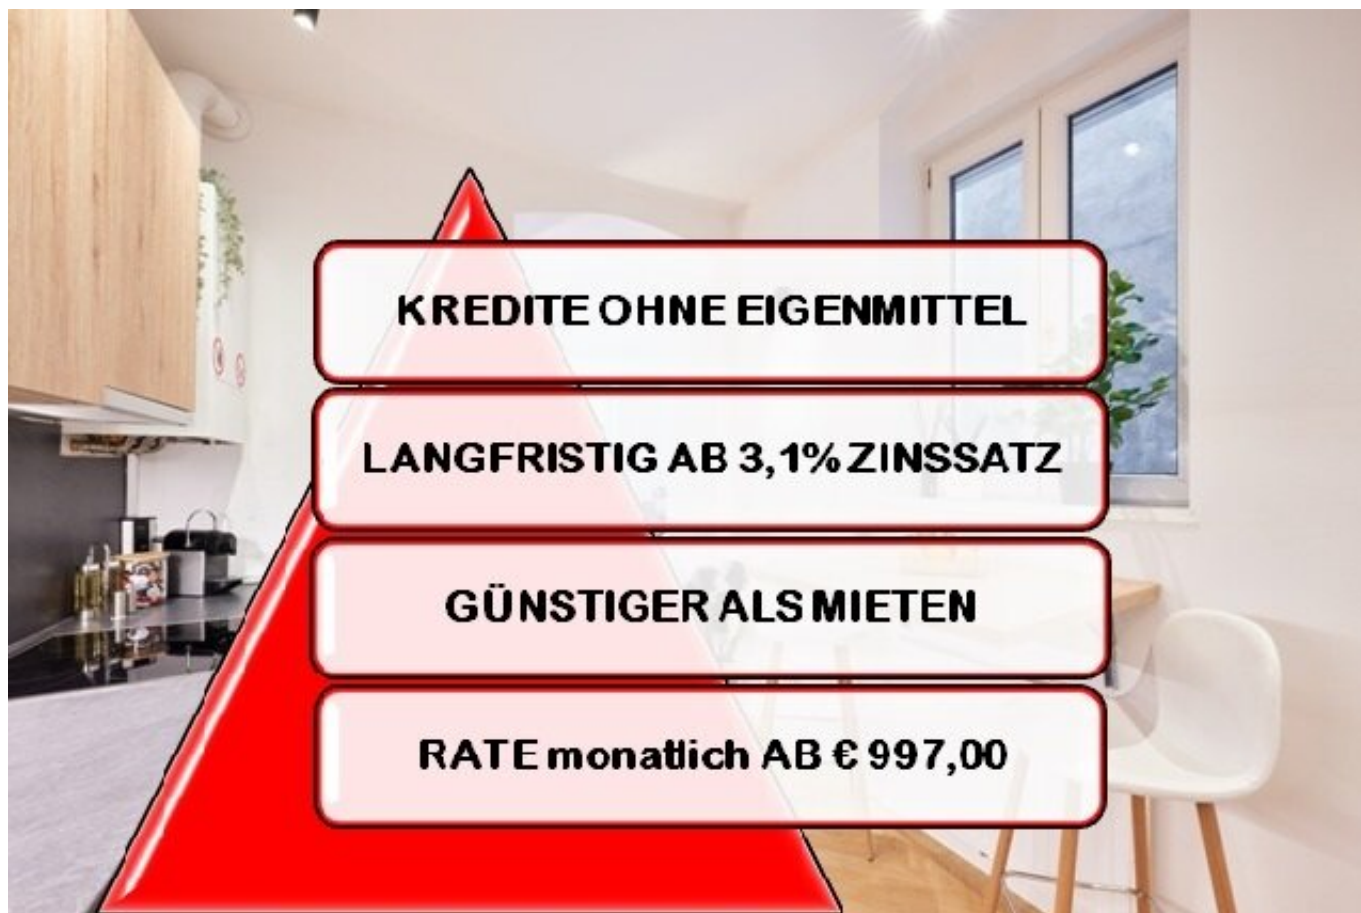 KREDITE OHNE EIGENMITTEL
LANGFRISTIG AB 3,1% ZINSSATZ
GÜNSTIGER ALS MIETEN
RATE monatlich AB € 997,00